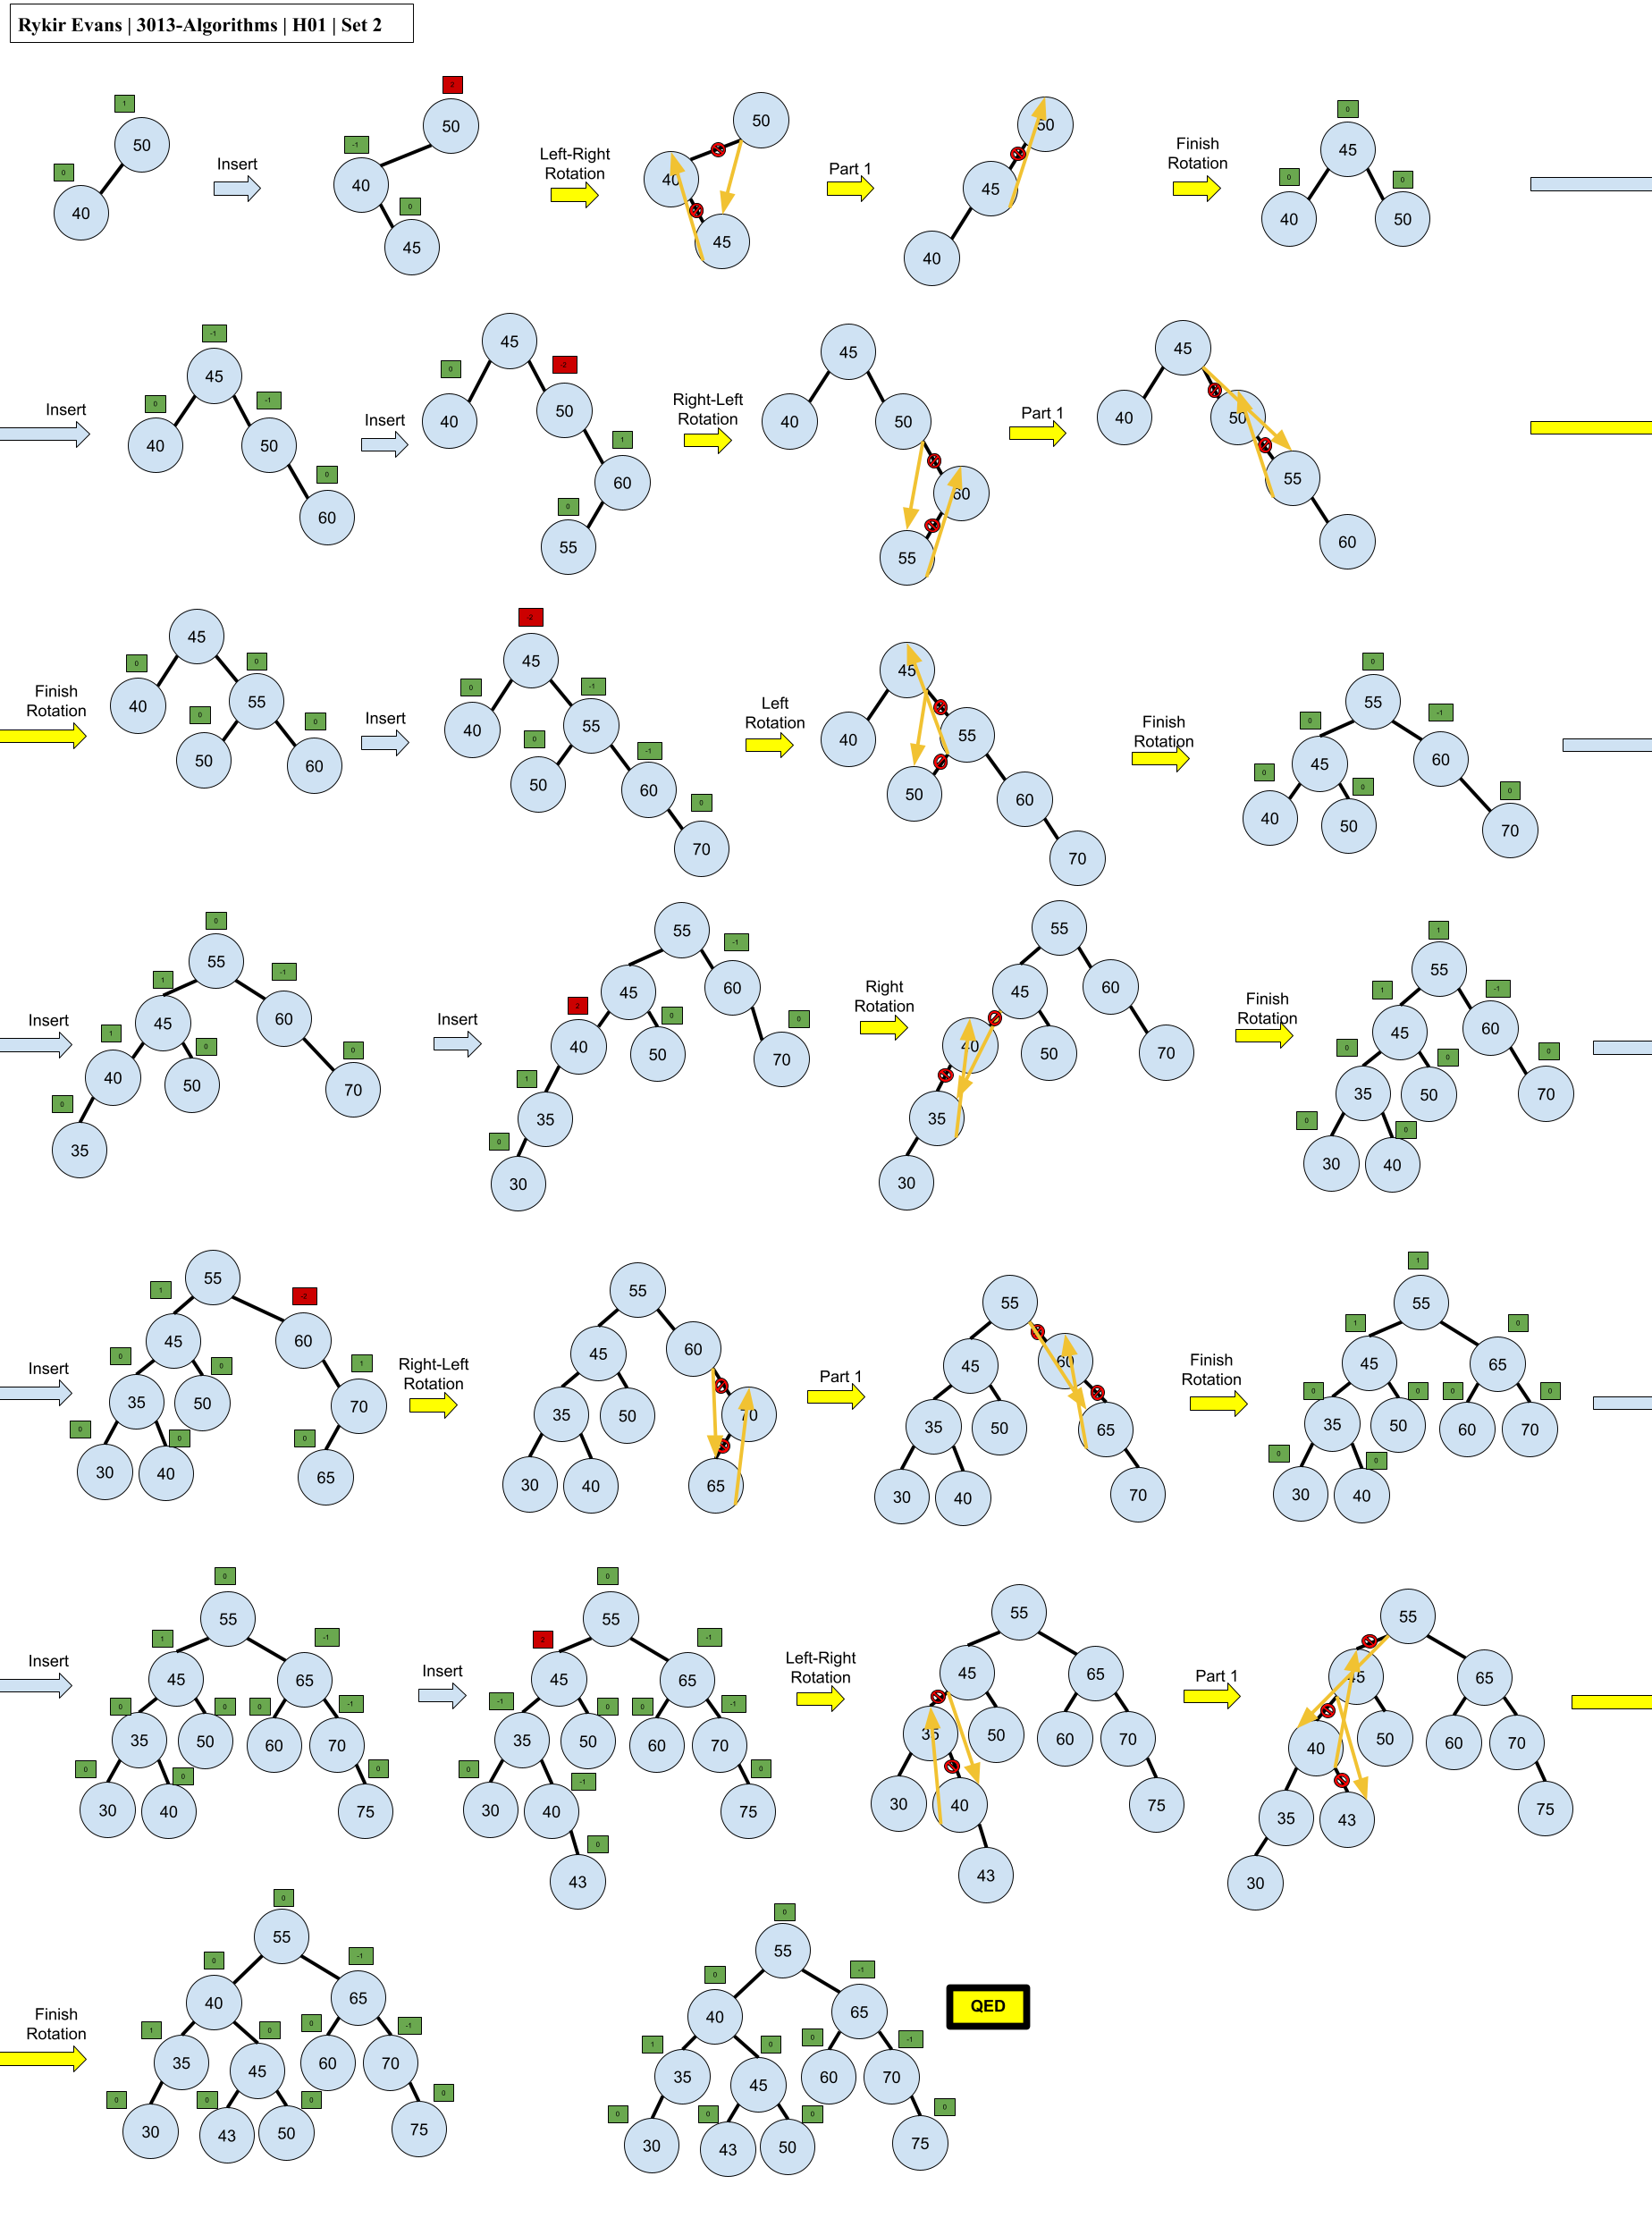 Rykir Evans | 3013-Algorithms | H01 | Set 2
1 50 0 40
Insert
2 50 -1 40 0 45
Left-Right
Rotation
50 40 45
Part 1
50 45 40
Finish
Rotation
0 45 0 40 0 50
Insert
-1 45 0 40 -1 50 0 60
Insert
45 0 40 -2 50 1 60 0 55
Right-Left
Rotation
45 40 50 60 55
Part 1
45 40 50 55 60
Finish
Rotation
45 0 40 0 55 0 50 0 60
Insert
-2 45 0 40 -1 55 0 50 -1 60 0 70
Left
Rotation
45 40 55 50 60 70
Finish
Rotation
0 55 0 45 -1 60 0 40 0 50 0 70
Insert
0 55 1 45 -1 60 1 40 0 50 0 70 0 35
Insert
55 45 -1 60 2 40 0 50 0 70 1 35 0 30
Right
Rotation
55 45 60 40 50 70 35 30
Finish
Rotation
1 55 1 45 -1 60 0 35 0 50 0 70 0 30 0 40
Insert
55 1 45 -2 60 0 35 0 50 1 70 0 30 0 40 0 65
Right-Left
Rotation
55 45 60 35 50 70 30 40 65
Part 1
55 45 60 35 50 65 30 40 70
Finish
Rotation
1 55 1 45 0 65 0 35 0 50 0 60 0 70 0 30 0 40
Insert
0 55 1 45 -1 65 0 35 0 50 0 60 -1 70 0 30 0 40 0 75
Insert
0 55 2 45 -1 65 -1 35 0 50 0 60 -1 70 0 30 -1 40 0 75 0 43
Left-Right
Rotation
55 45 65 35 50 60 70 30 40 75 43
Part 1
55 45 65 40 50 60 70 35 43 75 30
Finish
Rotation
0 55 0 40 -1 65 1 35 0 45 0 60 -1 70 0 30 0 43 0 50 0 75
0 55 0 40 -1 65 1 35 0 45 0 60 -1 70 0 30 0 43 0 50 0 75
QED